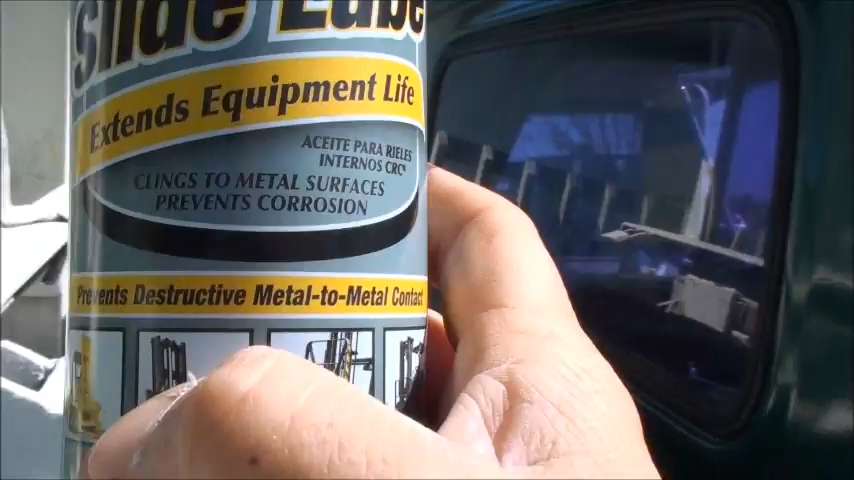 Slide Lube
Extends Equipment Life
ACEITE PARA RIELES
INTERNOS CRC®
CLINGS TO METAL SURFACES
PREVENTS CORROSION
Prevents Destructive Metal-to-Metal Contact